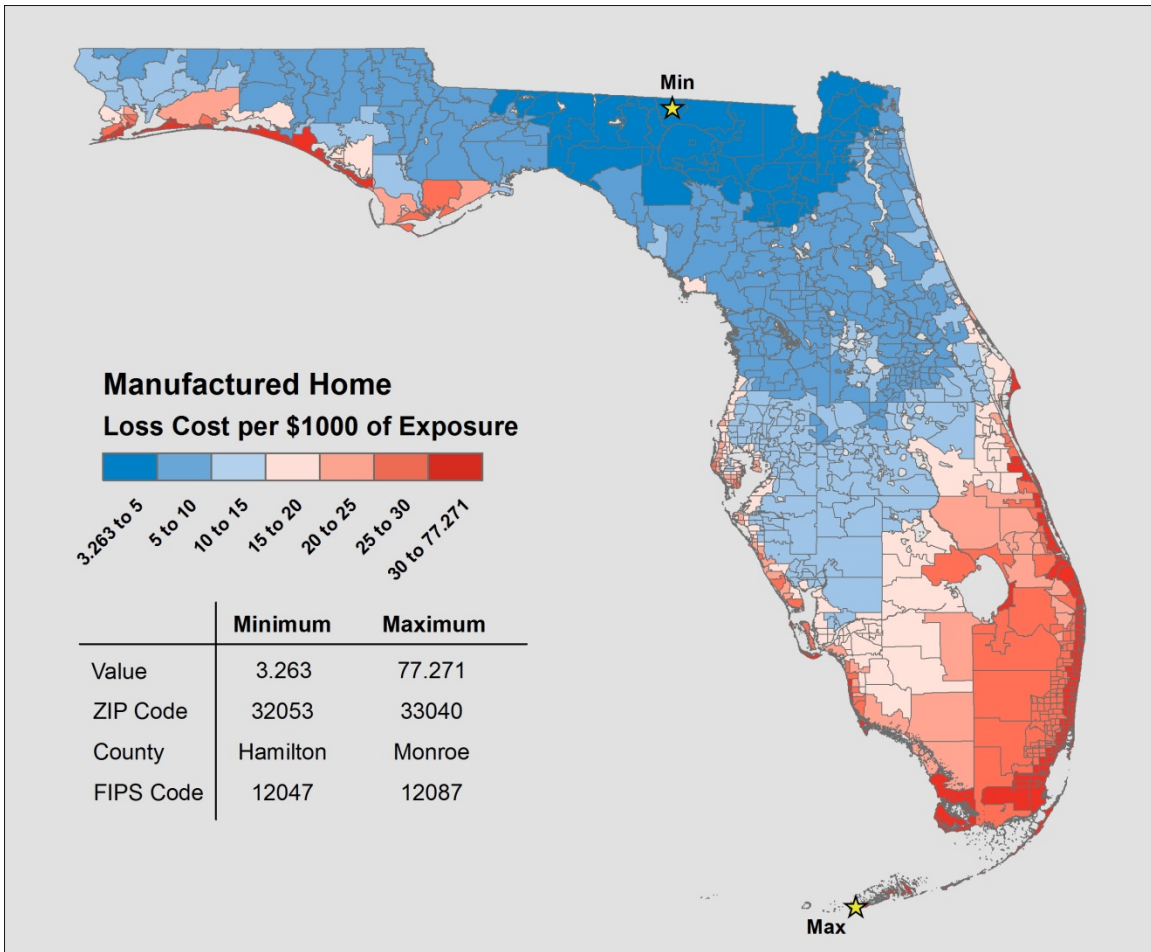 Min
Manufactured Home
Loss Cost per $1000 of Exposure
3.263 to 5
5 to 10
10 to 15
15 to 20
20 to 25
25 to 30
30 to 77.271
Minimum Maximum
Value 3.263 77.271
ZIP Code 32053 33040
County Hamilton Monroe
FIPS Code 12047 12087
Max